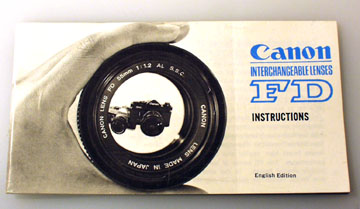 Canon
INTERCHANGEABLE LENSES
FD
INSTRUCTIONS
English Edition
CANON LENS FD 55mm 1:1.2 AL S.S.C.
CANON LENS MADE IN JAPAN